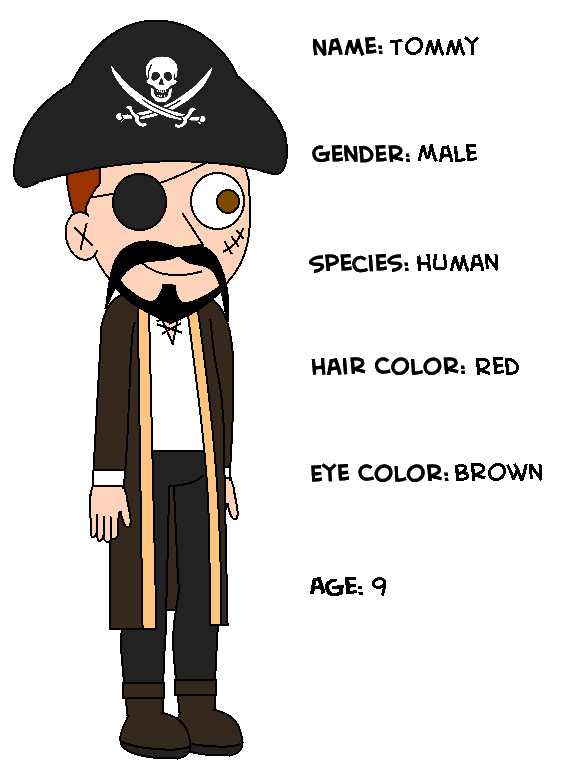 NAME: TOMMY
GENDER: MALE
SPECIES: HUMAN
HAIR COLOR: RED
EYE COLOR: BROWN
AGE: 9